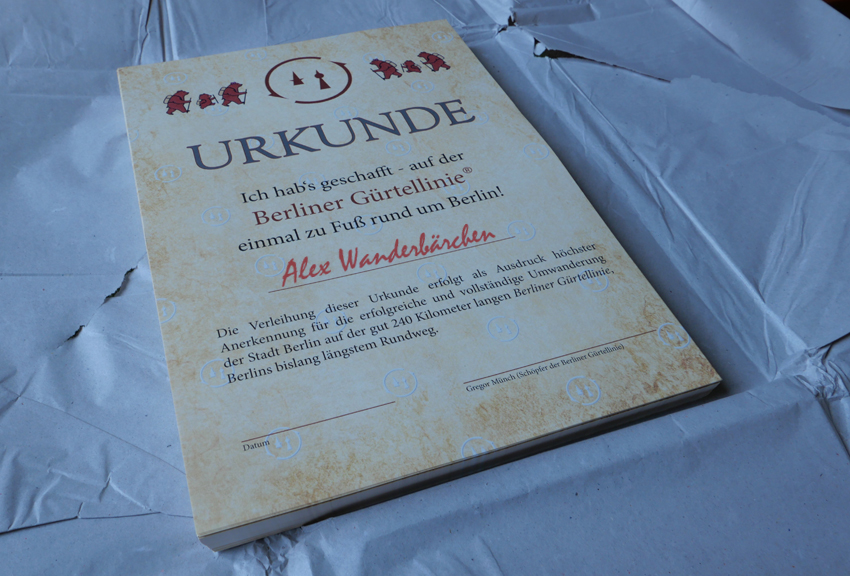 URKUNDE
Ich hab's geschafft - auf der
Berliner Gürtellinie®
einmal zu Fuß rund um Berlin!
Alex Wanderbärchen
Die Verleihung dieser Urkunde erfolgt als Ausdruck höchster
Anerkennung für die erfolgreiche und vollständige Umwanderung
der Stadt Berlin auf der gut 240 Kilometer langen Berliner Gürtellinie,
Berlins bislang längstem Rundweg.
Datum
Gregor Münch (Schöpfer der Berliner Gürtellinie)